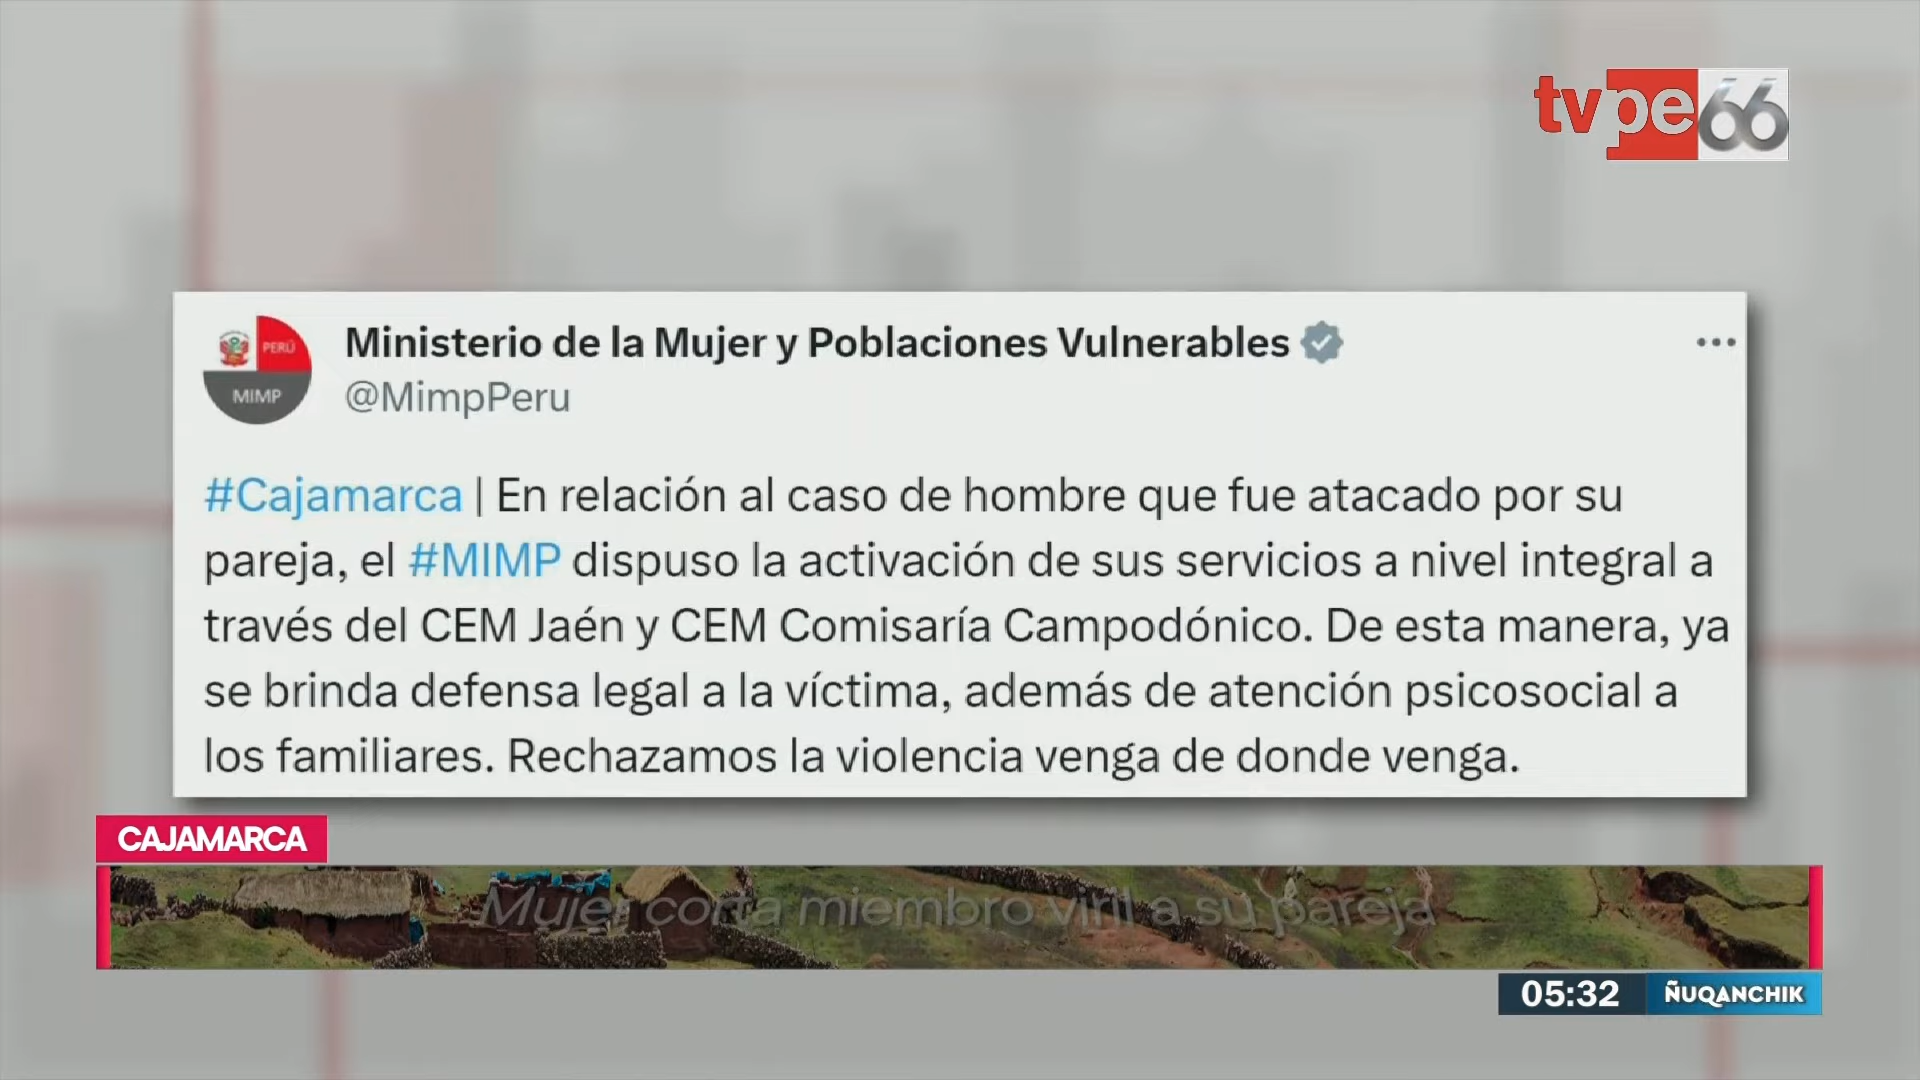 tvpe66
PERÚ
MIMP
Ministerio de la Mujer y Poblaciones Vulnerables
@MimpPeru
#Cajamarca | En relación al caso de hombre que fue atacado por su
pareja, el #MIMP dispuso la activación de sus servicios a nivel integral a
través del CEM Jaén y CEM Comisaría Campodónico. De esta manera, ya
se brinda defensa legal a la víctima, además de atención psicosocial a
los familiares. Rechazamos la violencia venga de donde venga.
CAJAMARCA
Mujer corta miembro viril a su pareja
05:32 ÑUQANCHIK